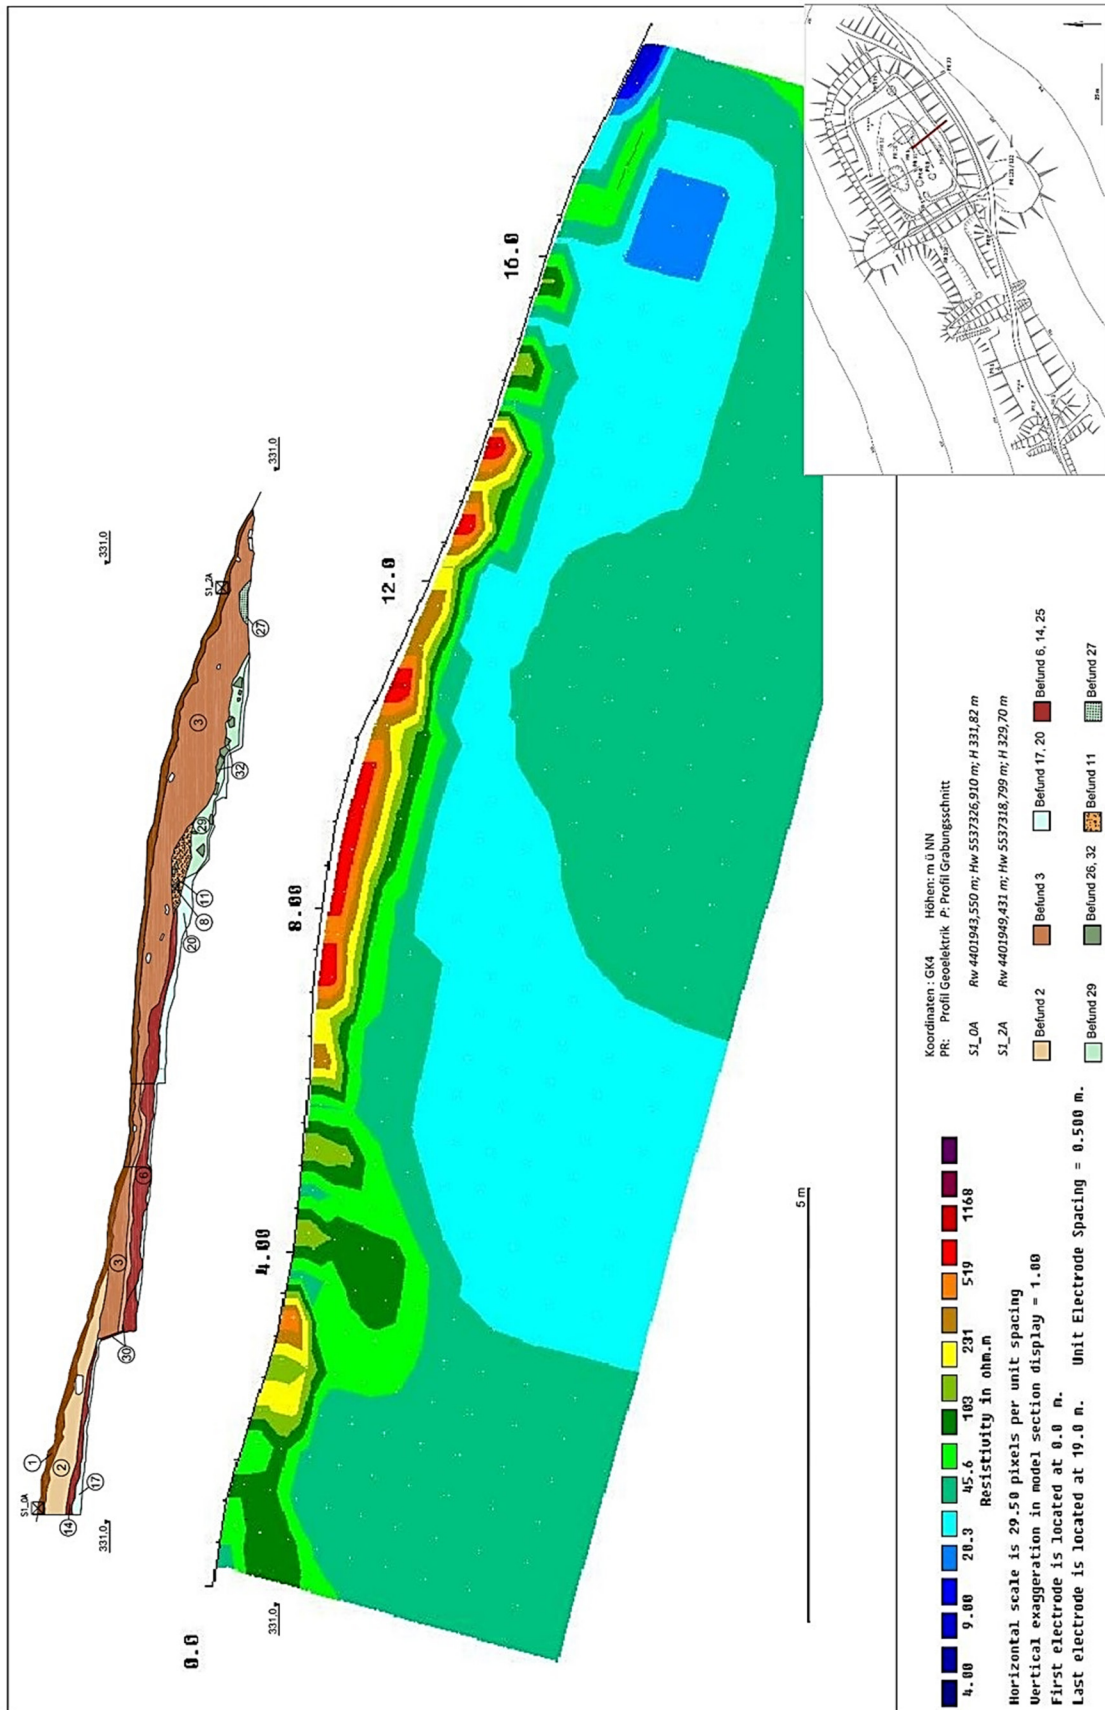 S1_0A
1
2
14
17
331.0
30
3
6
20
8
11
29
32
3
27
S1_2A
331.0
331.0
0.0
4.00
8.00
12.0
16.0
331.0
5 m
4.00 9.00 20.3 45.6 103 231 519 1168
Resistivity in ohm.m
Horizontal scale is 29.50 pixels per unit spacing
Vertical exaggeration in model section display = 1.00
First electrode is located at 0.0 m.
Last electrode is located at 19.0 m. Unit Electrode Spacing = 0.500 m.
Koordinaten : GK4 Höhen: m ü NN
PR: Profil Geoelektrik P: Profil Grabungsschnitt
S1_0A Rw 4401943,550 m; Hw 5537326,910 m; H 331,82 m
S1_2A Rw 4401949,431 m; Hw 5537318,799 m; H 329,70 m
Befund 2
Befund 3
Befund 17, 20
Befund 6, 14, 25
Befund 29
Befund 26, 32
Befund 11
Befund 27
25 m